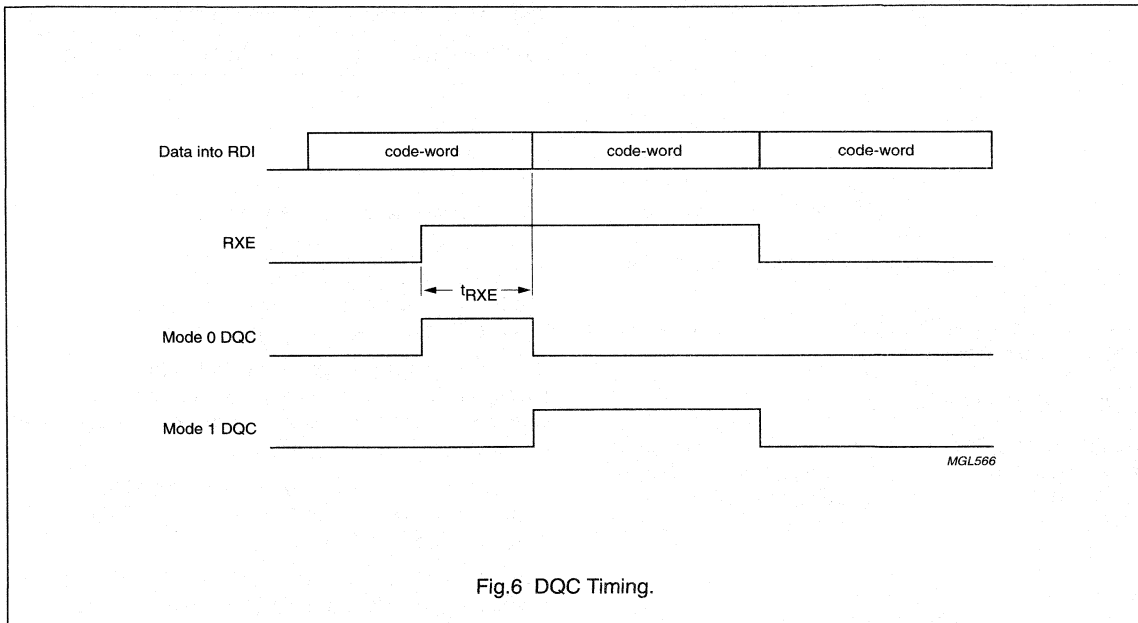 Data into RDI
code-word code-word code-word
RXE
tRXE
Mode 0 DQC
Mode 1 DQC
MGL566
Fig.6 DQC Timing.